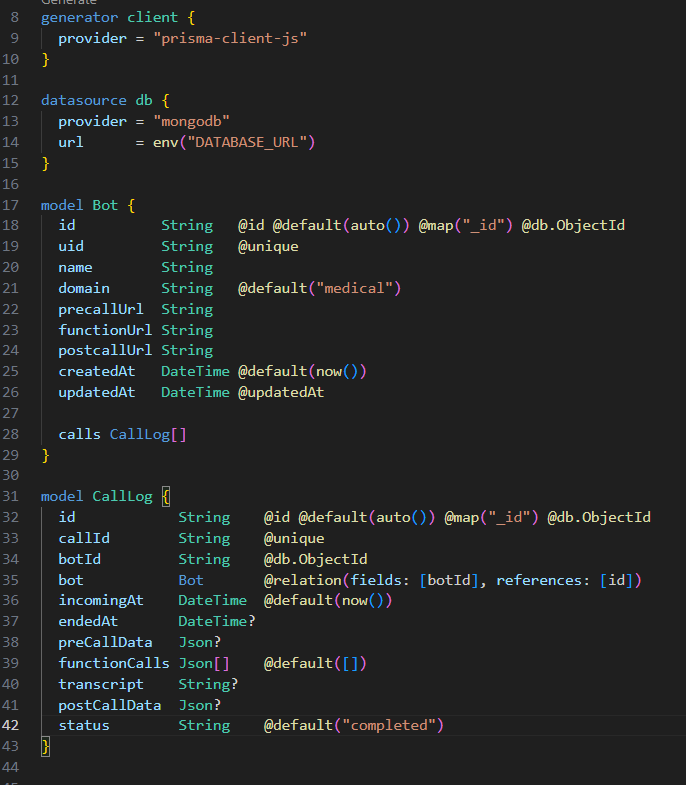 Generate
8 generator client {
9   provider = "prisma-client-js"
10 }
11
12 datasource db {
13   provider = "mongodb"
14   url      = env("DATABASE_URL")
15 }
16
17 model Bot {
18   id          String   @id @default(auto()) @map("_id") @db.ObjectId
19   uid         String   @unique
20   name        String
21   domain      String   @default("medical")
22   precallUrl  String
23   functionUrl String
24   postcallUrl String
25   createdAt   DateTime @default(now())
26   updatedAt   DateTime @updatedAt
27
28   calls CallLog[]
29 }
30
31 model CallLog {
32   id            String    @id @default(auto()) @map("_id") @db.ObjectId
33   callId        String    @unique
34   botId         String    @db.ObjectId
35   bot           Bot       @relation(fields: [botId], references: [id])
36   incomingAt    DateTime  @default(now())
37   endedAt       DateTime?
38   preCallData   Json?
39   functionCalls Json[]    @default([])
40   transcript    String?
41   postCallData  Json?
42   status        String    @default("completed")
43 }
44